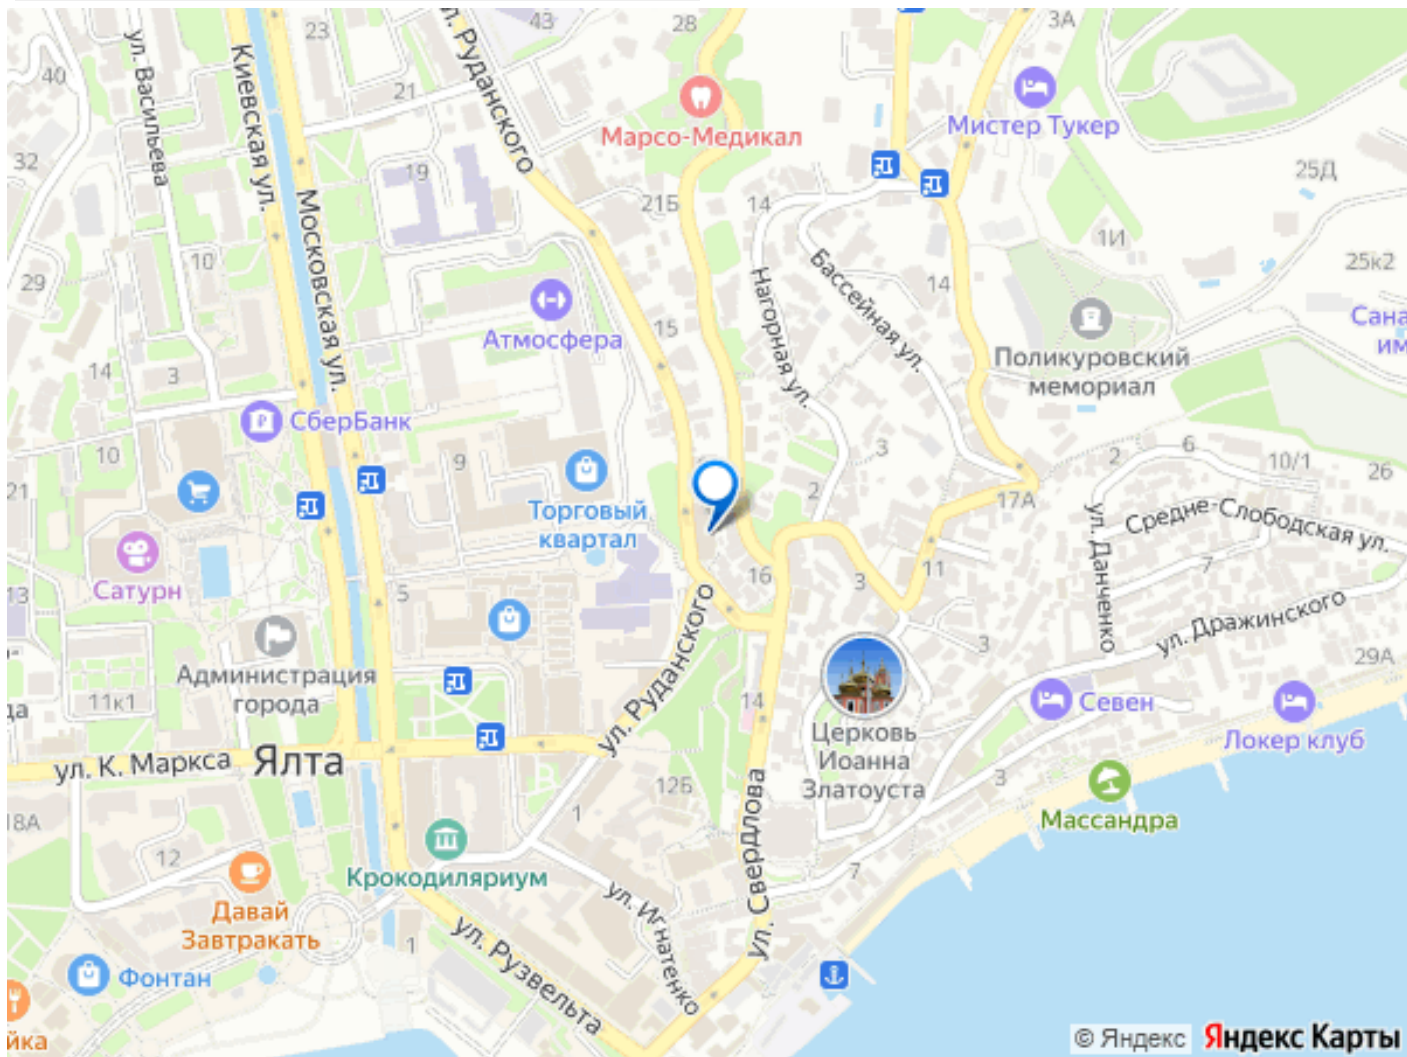 43
28
3А
23
ул. Руданского
40
ул. Васильева
Киевская ул.
21
Марсо-Медикал
Мистер Тукер
32
19
25Д
Московская ул.
21Б
14
1И
10
29
Нагорная ул.
Бассейная ул.
14
25к2
Атмосфера
15
Сана
им
Поликуровский
мемориал
14
3
СберБанк
10
9
3
2
6
10/1
26
21
2
17А
Торговый
квартал
ул. Данченко
Средне-Слободская ул.
Сатурн
13
5
16
3
11
7
ул. Руданского
ул. Дражинского
3
29А
Администрация
города
11к1
да
14
Церковь
Иоанна
Златоуста
Севен
Локер клуб
ул. К. Маркса
Ялта
12Б
ул. Свердлова
3
Массандра
18А
1
12
Крокодиляриум
7
Давай
Завтракать
ул. Игнатенко
1
ул. Рузвельта
Фонтан
йка
© Яндекс Яндекс Карты